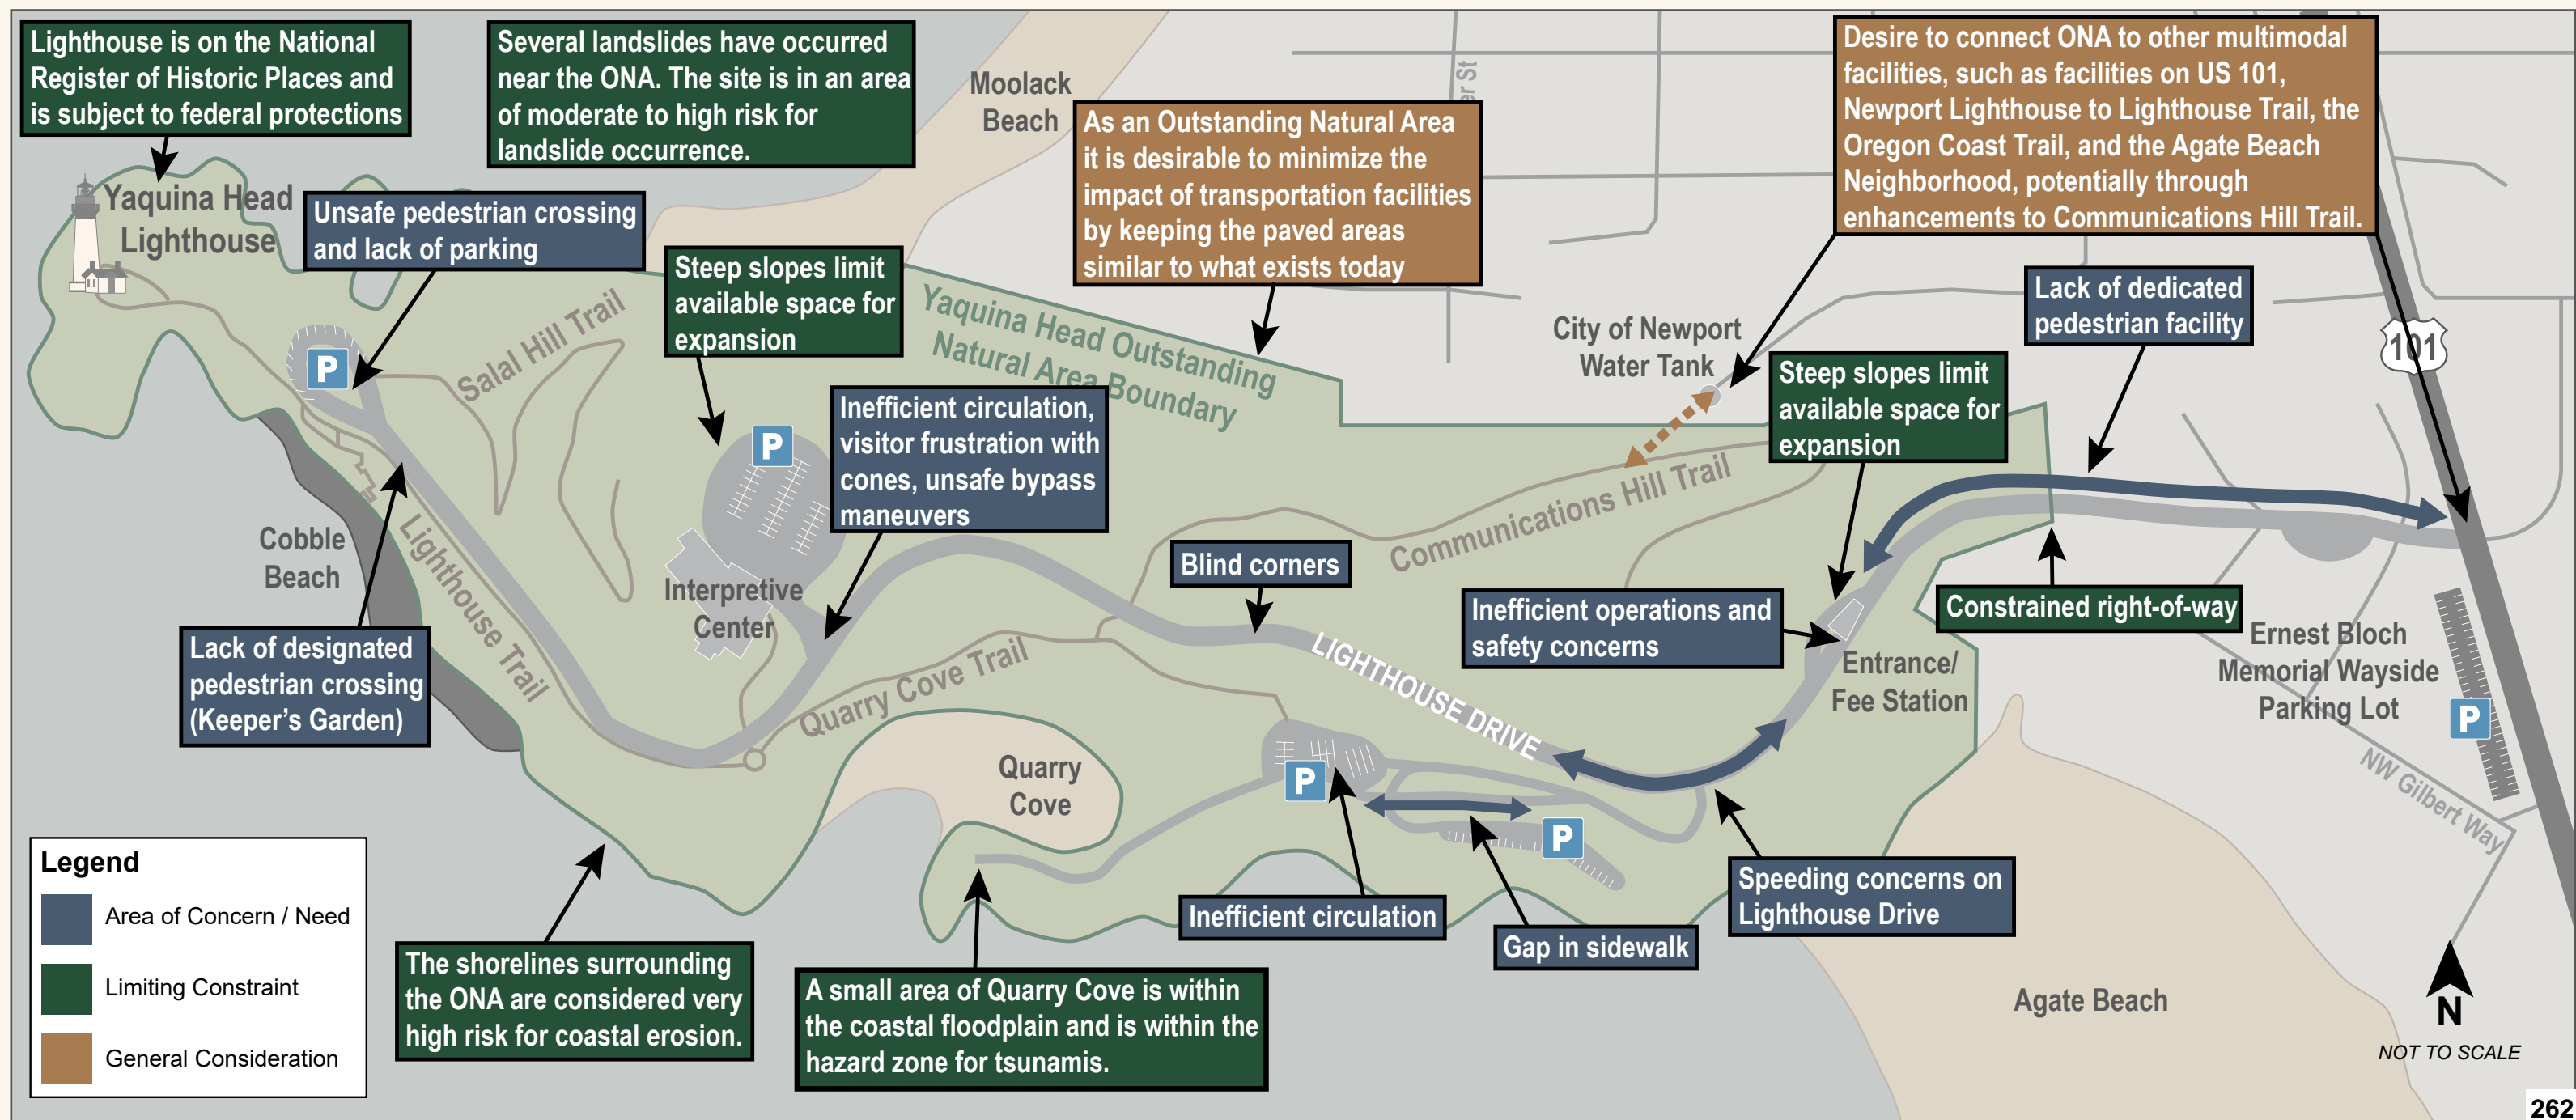 Lighthouse is on the National
Register of Historic Places and
is subject to federal protections
Several landslides have occurred
near the ONA. The site is in an area
of moderate to high risk for
landslide occurrence.
Moolack
Beach
As an Outstanding Natural Area
it is desirable to minimize the
impact of transportation facilities
by keeping the paved areas
similar to what exists today
er St
Desire to connect ONA to other multimodal
facilities, such as facilities on US 101,
Newport Lighthouse to Lighthouse Trail, the
Oregon Coast Trail, and the Agate Beach
Neighborhood, potentially through
enhancements to Communications Hill Trail.
Yaquina Head
Lighthouse
Unsafe pedestrian crossing
and lack of parking
Steep slopes limit
available space for
expansion
Yaquina Head Outstanding
Natural Area Boundary
City of Newport
Water Tank
Lack of dedicated
pedestrian facility
101
Steep slopes limit
available space for
expansion
P
Salal Hill Trail
P
Inefficient circulation,
visitor frustration with
cones, unsafe bypass
maneuvers
Communications Hill Trail
Cobble
Beach
Lighthouse Trail
Interpretive
Center
Blind corners
Inefficient operations and
safety concerns
Constrained right-of-way
Lack of designated
pedestrian crossing
(Keeper's Garden)
Quarry Cove Trail
LIGHTHOUSE DRIVE
Entrance/
Fee Station
Ernest Bloch
Memorial Wayside
Parking Lot
P
NW Gilbert Way
Quarry
Cove
P
P
Speeding concerns on
Lighthouse Drive
Inefficient circulation
Gap in sidewalk
The shorelines surrounding
the ONA are considered very
high risk for coastal erosion.
A small area of Quarry Cove is within
the coastal floodplain and is within the
hazard zone for tsunamis.
Agate Beach
Legend
Area of Concern / Need
Limiting Constraint
General Consideration
N
NOT TO SCALE
262